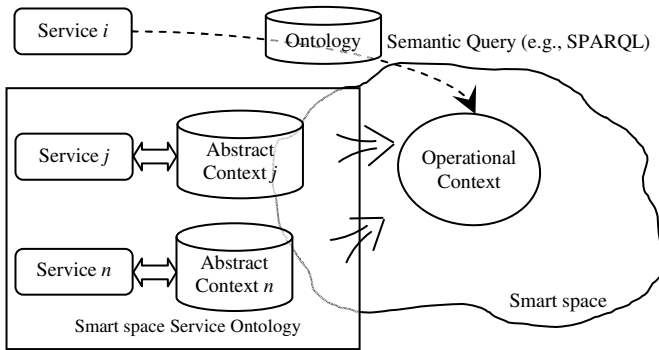 Service i
Ontology
Semantic Query (e.g., SPARQL)
Service j
Abstract
Context j
Operational
Context
Service n
Abstract
Context n
Smart space
Smart space Service Ontology